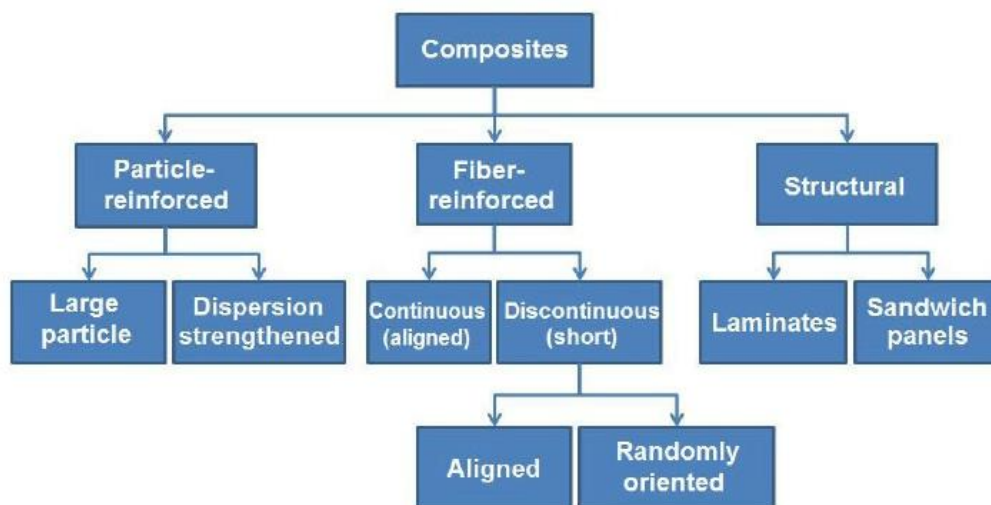 Composites
Particle-
reinforced
Fiber-
reinforced
Structural
Large
particle
Dispersion
strengthened
Continuous
(aligned)
Discontinuous
(short)
Laminates
Sandwich
panels
Aligned
Randomly
oriented